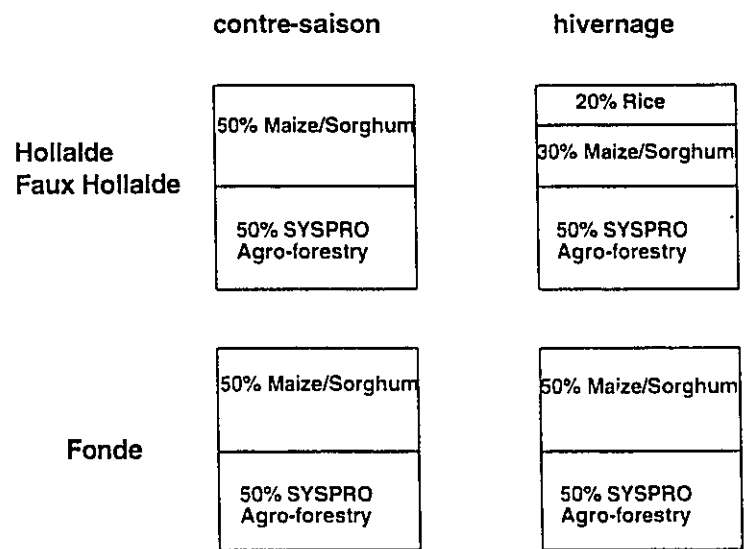 contre-saison
hivernage
Hollalde
Faux Hollalde
50% Maize/Sorghum
50% SYSPRO
Agro-forestry
20% Rice
30% Maize/Sorghum
50% SYSPRO
Agro-forestry
Fonde
50% Maize/Sorghum
50% SYSPRO
Agro-forestry
50% Maize/Sorghum
50% SYSPRO
Agro-forestry